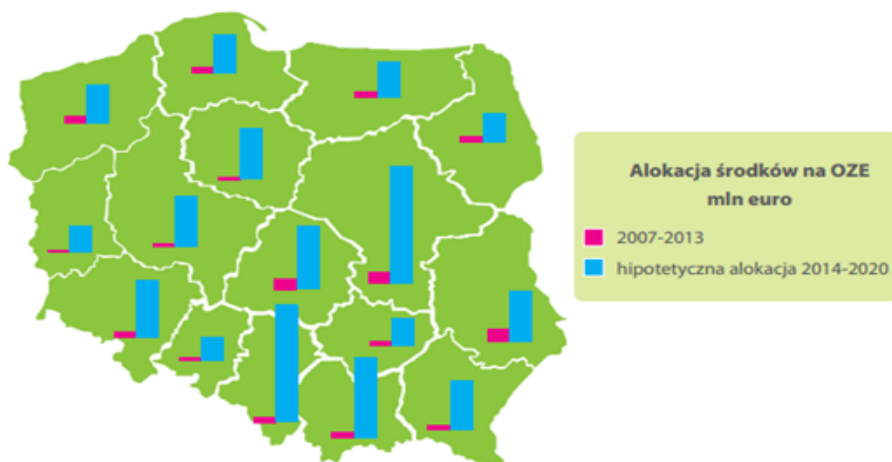 Alokacja środków na OZE
mln euro
2007-2013
hipotetyczna alokacja 2014-2020